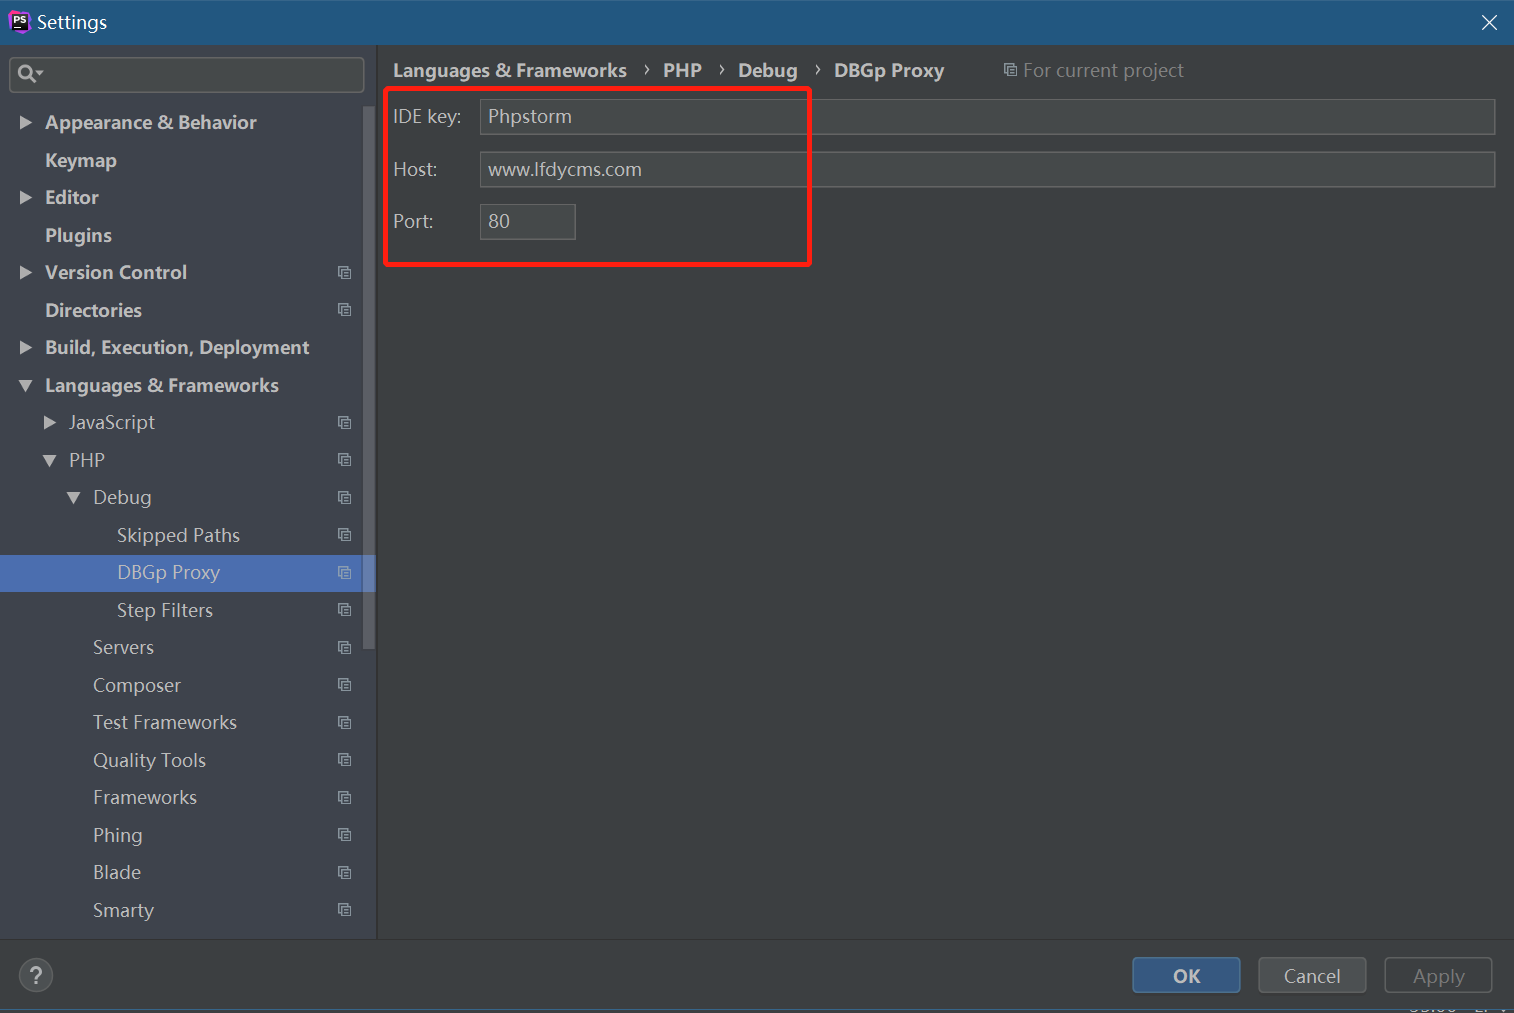 PS Settings
Languages & Frameworks › PHP › Debug › DBGp Proxy For current project
IDE key: Phpstorm
Host: www.lfdycms.com
Port: 80
Appearance & Behavior
Keymap
Editor
Plugins
Version Control
Directories
Build, Execution, Deployment
Languages & Frameworks
JavaScript
PHP
Debug
Skipped Paths
DBGp Proxy
Step Filters
Servers
Composer
Test Frameworks
Quality Tools
Frameworks
Phing
Blade
Smarty
? OK Cancel Apply